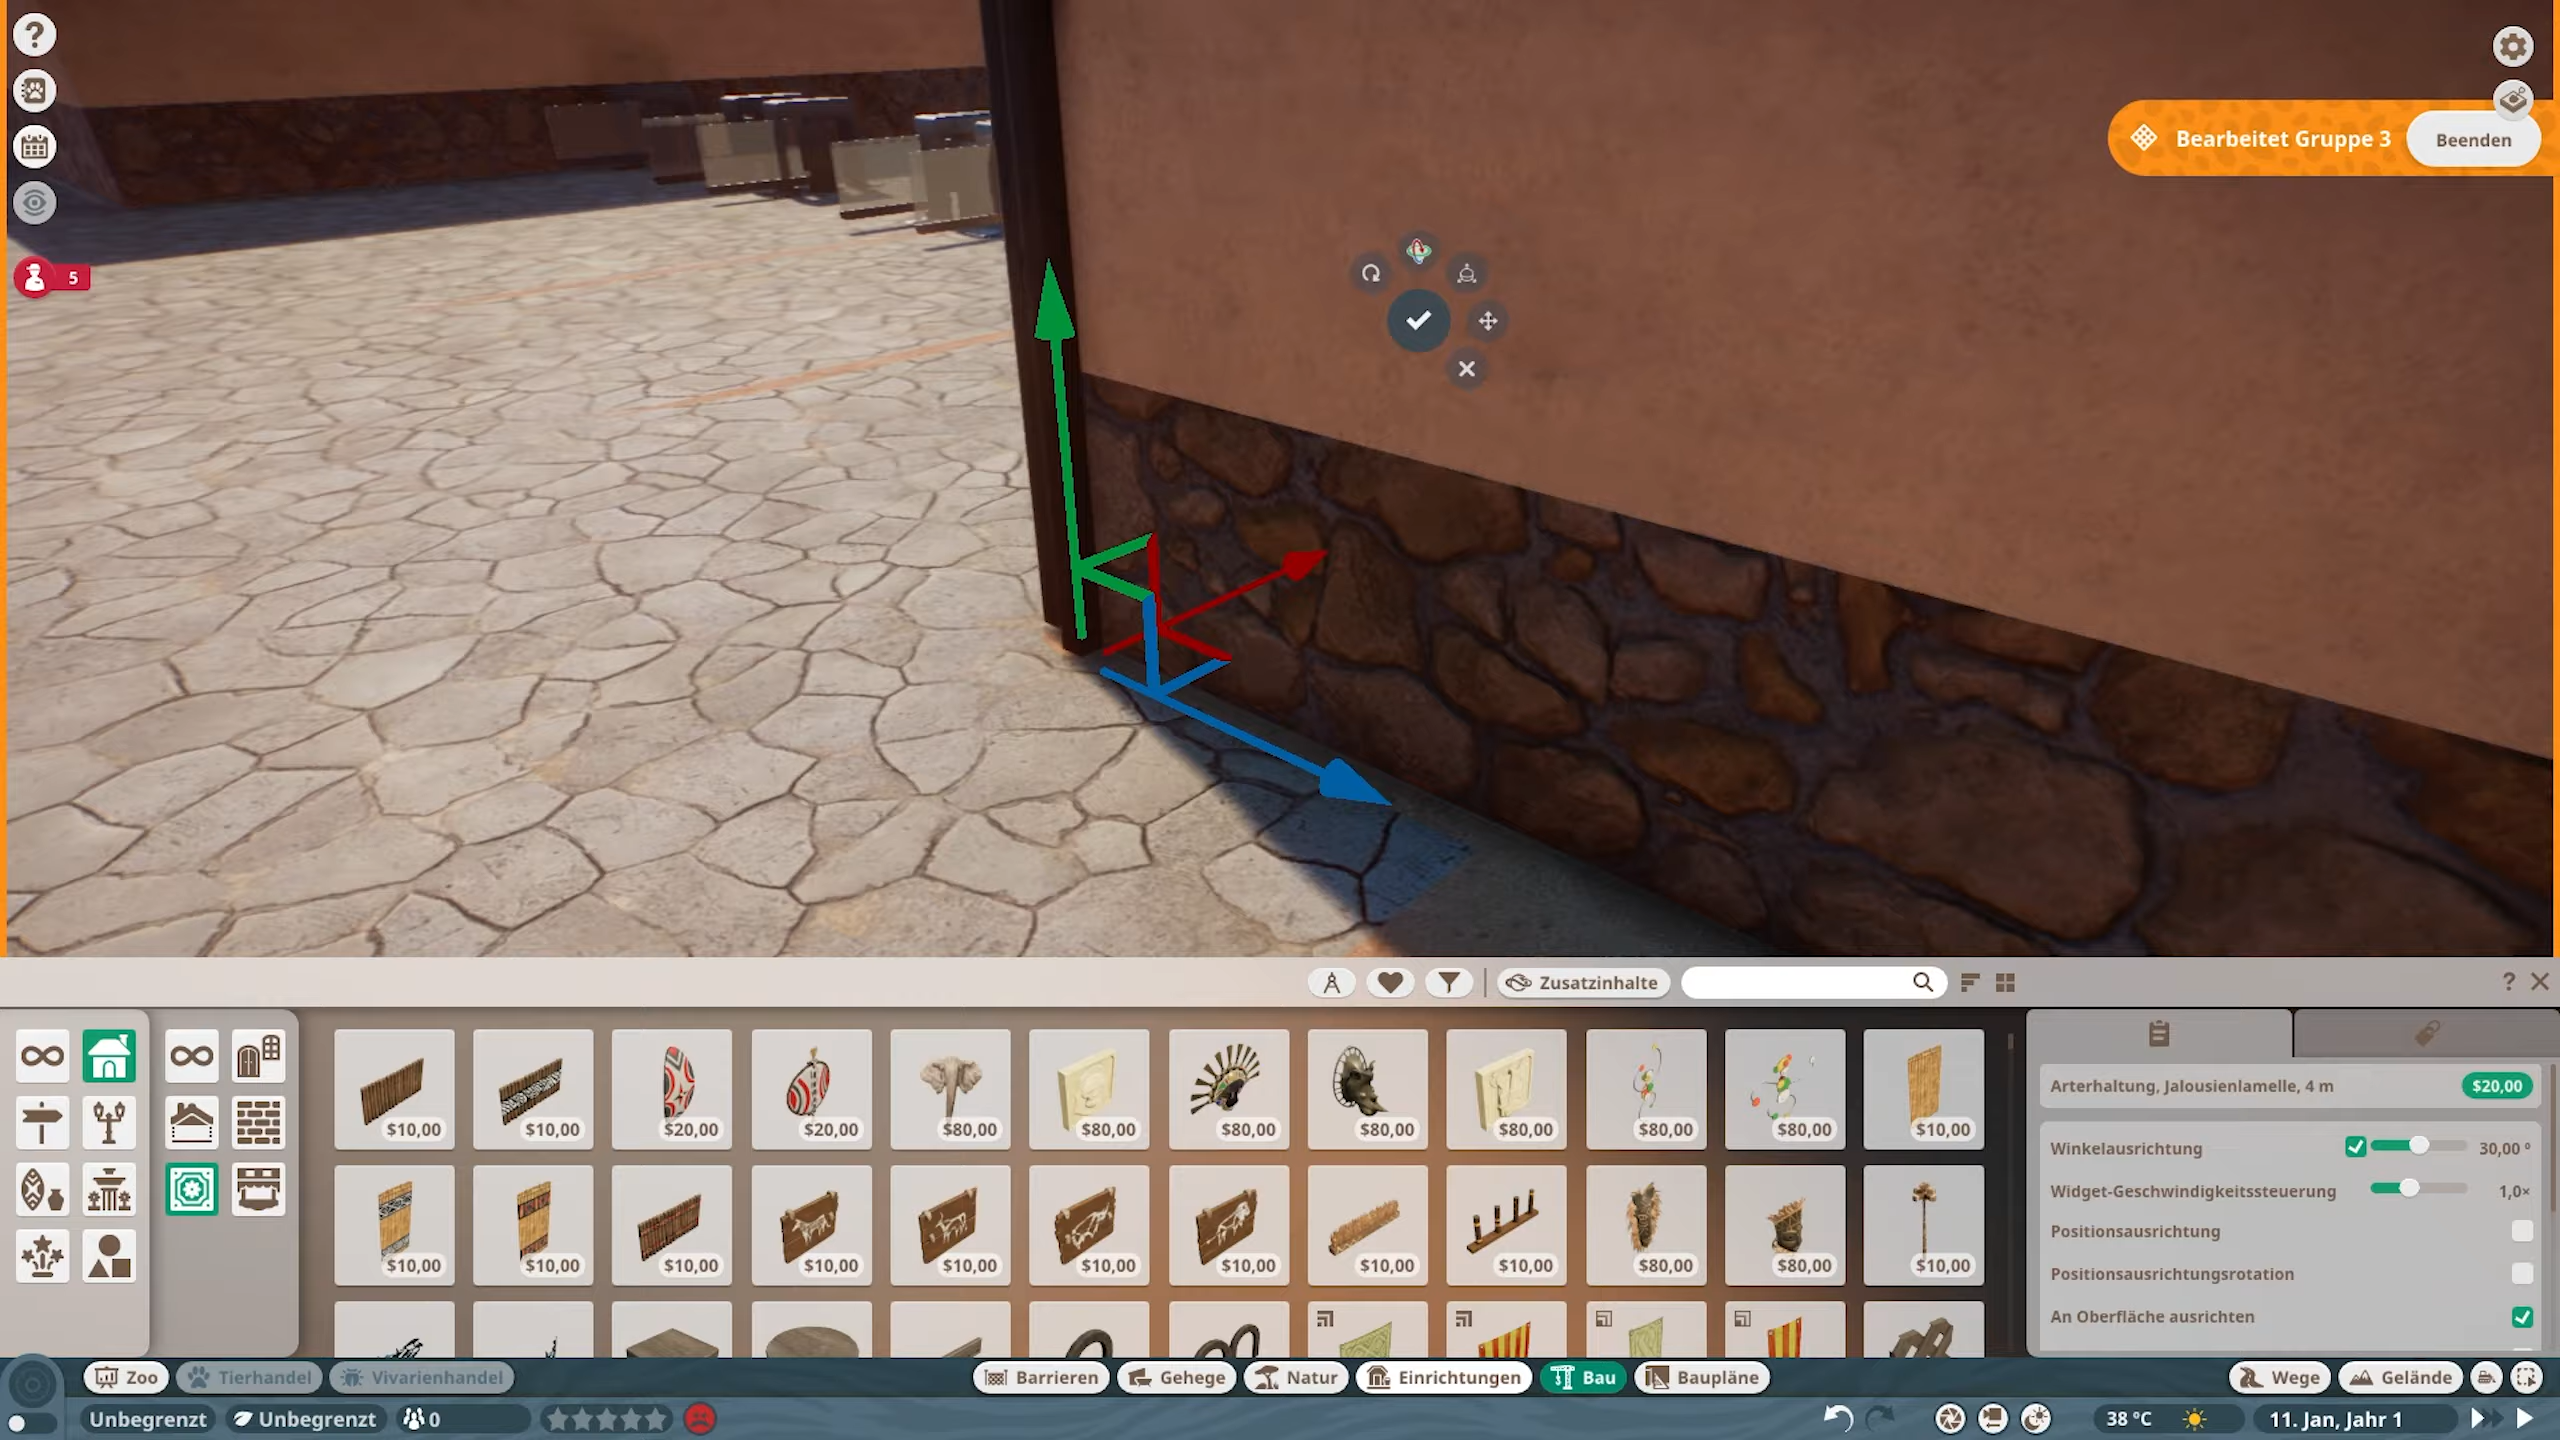 ?
5
Bearbeitet Gruppe 3
Beenden
Zusatzinhalte
?
$10,00 $10,00 $20,00 $20,00 $80,00 $80,00 $80,00 $80,00 $80,00 $80,00 $80,00 $10,00
$10,00 $10,00 $10,00 $10,00 $10,00 $10,00 $10,00 $10,00 $10,00 $80,00 $80,00 $10,00
Arterhaltung, Jalousienlamelle, 4 m $20,00
Winkelausrichtung 30,00 °
Widget-Geschwindigkeitssteuerung 1,0×
Positionsausrichtung
Positionsausrichtungsrotation
An Oberfläche ausrichten
Zoo Tierhandel Vivarienhandel Barrieren Gehege Natur Einrichtungen Bau Baupläne Wege Gelände
Unbegrenzt Unbegrenzt 0 38 °C 11. Jan, Jahr 1